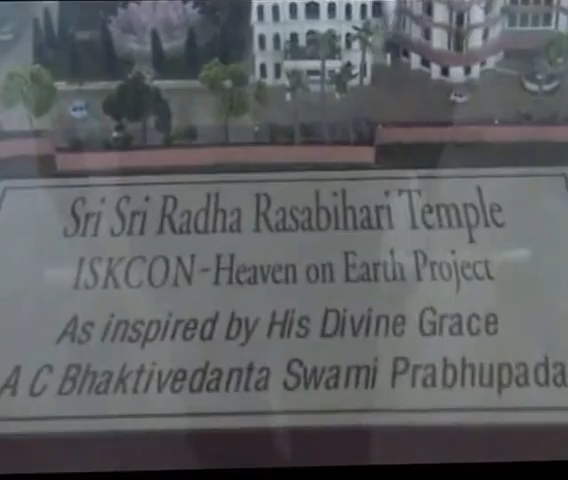 Sri Sri Radha Rasabihari Temple
ISKCON-Heaven on Earth Project
As inspired by His Divine Grace
A C Bhaktivedanta Swami Prabhupada